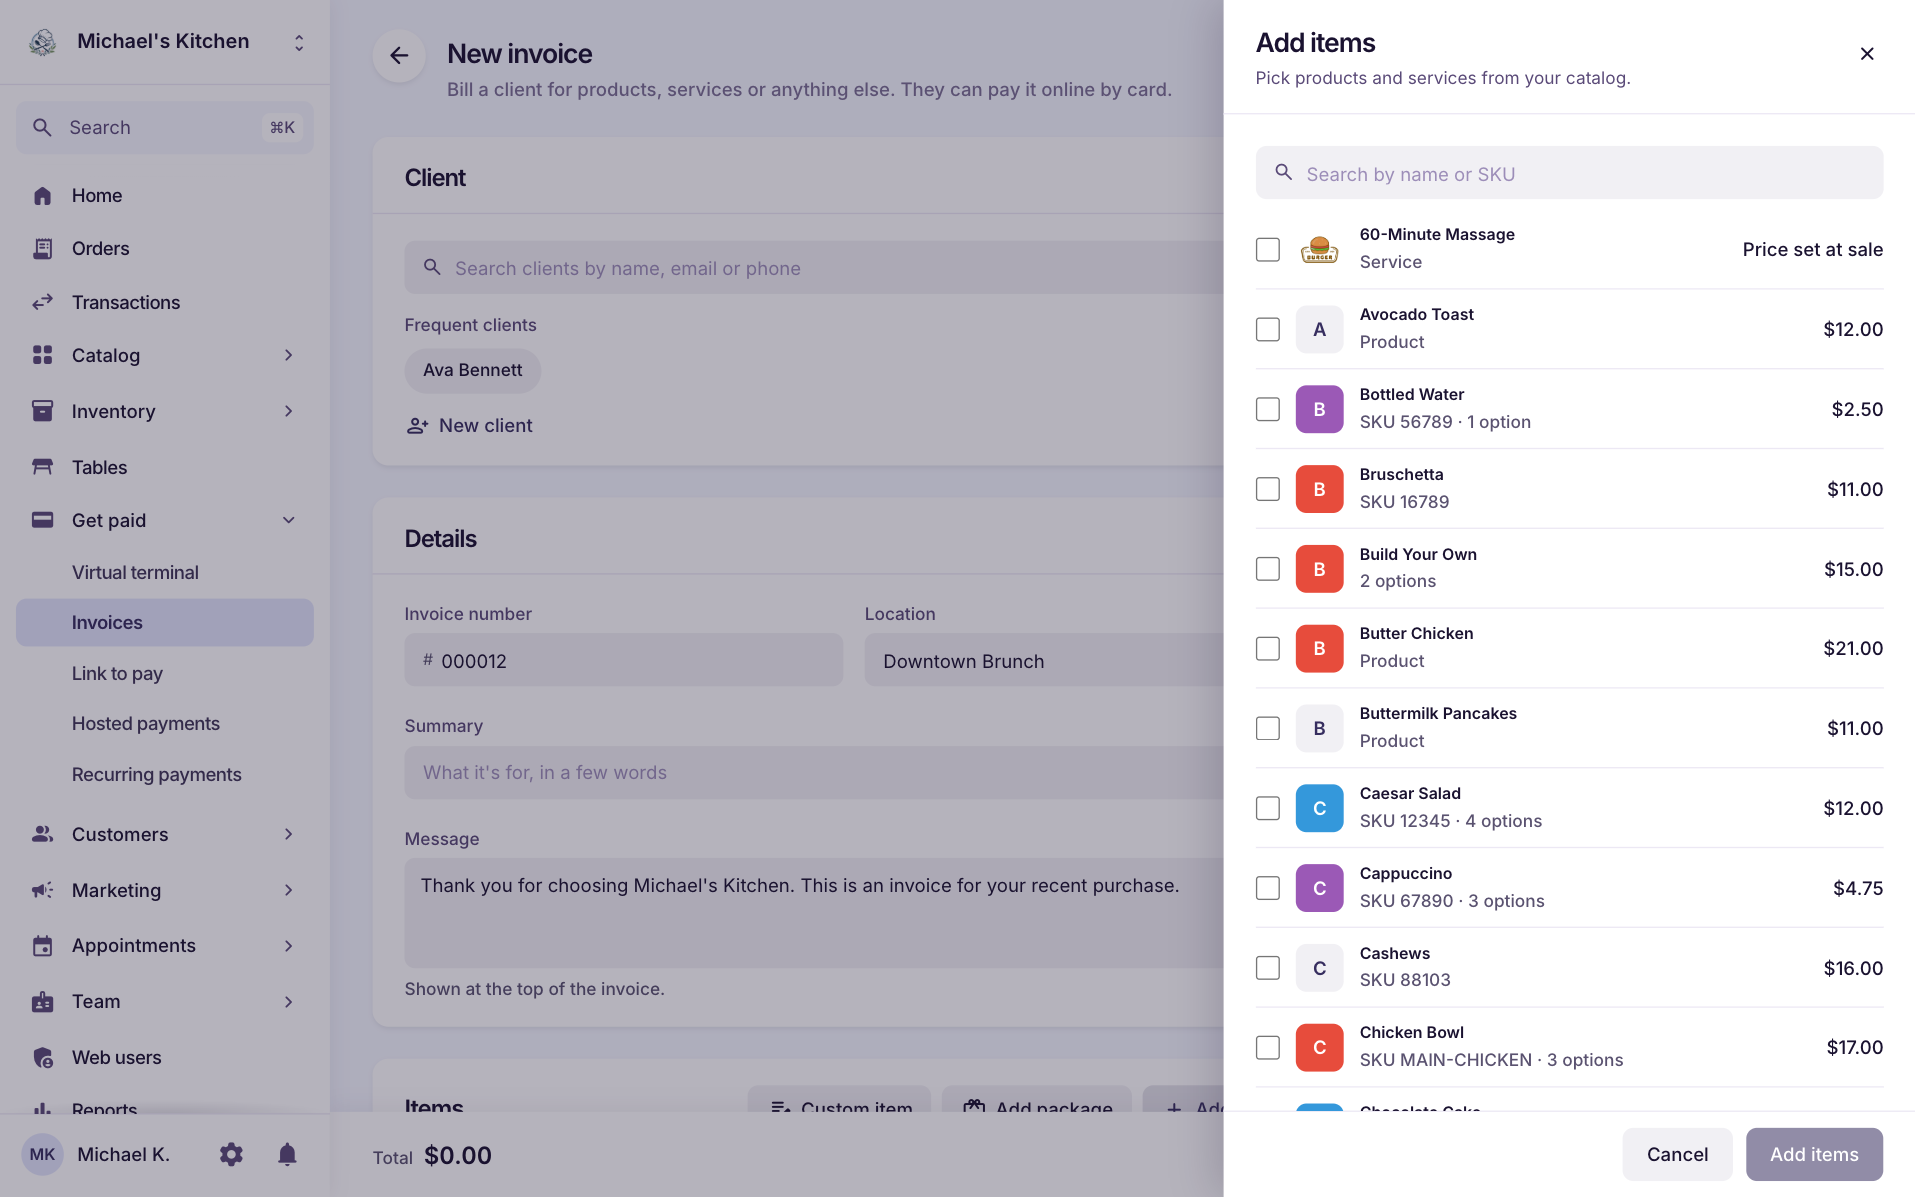 Michael's Kitchen
Search
⌘K
Home
Orders
Transactions
Catalog
Inventory
Tables
Get paid
Virtual terminal
Invoices
Link to pay
Hosted payments
Recurring payments
Customers
Marketing
Appointments
Team
Web users
Reports
MK
Michael K.
New invoice
Bill a client for products, services or anything else. They can pay it online by card.
Client
Search clients by name, email or phone
Frequent clients
Ava Bennett
New client
Details
Invoice number
Location
# 000012
Downtown Brunch
Summary
What it's for, in a few words
Message
Thank you for choosing Michael's Kitchen. This is an invoice for your recent purchase.
Shown at the top of the invoice.
Items
Custom item
Add package
Total $0.00
Add items
Pick products and services from your catalog.
Search by name or SKU
BURGER
60-Minute Massage
Service
Price set at sale
A
Avocado Toast
Product
$12.00
B
Bottled Water
SKU 56789 · 1 option
$2.50
B
Bruschetta
SKU 16789
$11.00
B
Build Your Own
2 options
$15.00
B
Butter Chicken
Product
$21.00
B
Buttermilk Pancakes
Product
$11.00
C
Caesar Salad
SKU 12345 · 4 options
$12.00
C
Cappuccino
SKU 67890 · 3 options
$4.75
C
Cashews
SKU 88103
$16.00
C
Chicken Bowl
SKU MAIN-CHICKEN · 3 options
$17.00
Chocolate Cake
Cancel
Add items